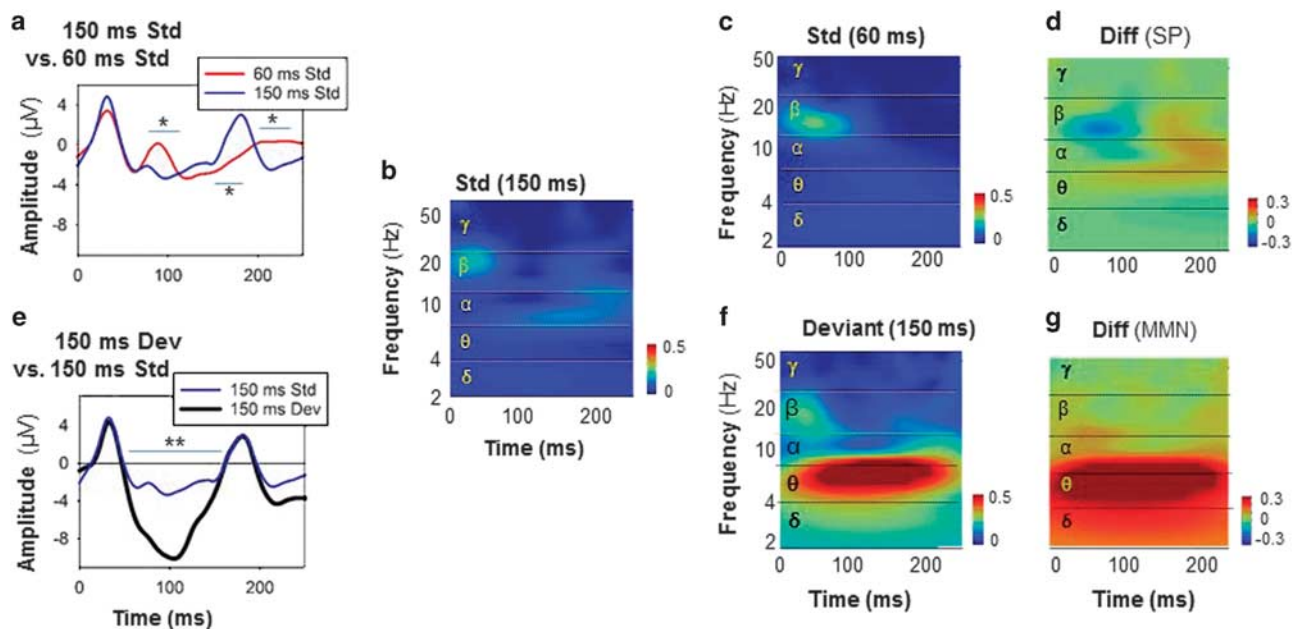 a
150 ms Std
vs. 60 ms Std
60 ms Std
150 ms Std
Amplitude (µV)
4
0
-4
-8
*
*
*
0 100 200
b
Std (150 ms)
Frequency (Hz)
50
20
10
4
2
γ
β
α
θ
δ
0 100 200
Time (ms)
0.5
0
c
Std (60 ms)
Frequency (Hz)
50
20
10
4
2
γ
β
α
θ
δ
0 100 200
0.5
0
d
Diff (SP)
γ
β
α
θ
δ
0 100 200
0.3
0
-0.3
e
150 ms Dev
vs. 150 ms Std
150 ms Std
150 ms Dev
Amplitude (µV)
4
0
-4
-8
**
0 100 200
Time (ms)
f
Deviant (150 ms)
Frequency (Hz)
50
20
10
4
2
γ
β
α
θ
δ
0 100 200
Time (ms)
0.5
0
g
Diff (MMN)
γ
β
α
θ
δ
0 100 200
Time (ms)
0.3
0
-0.3